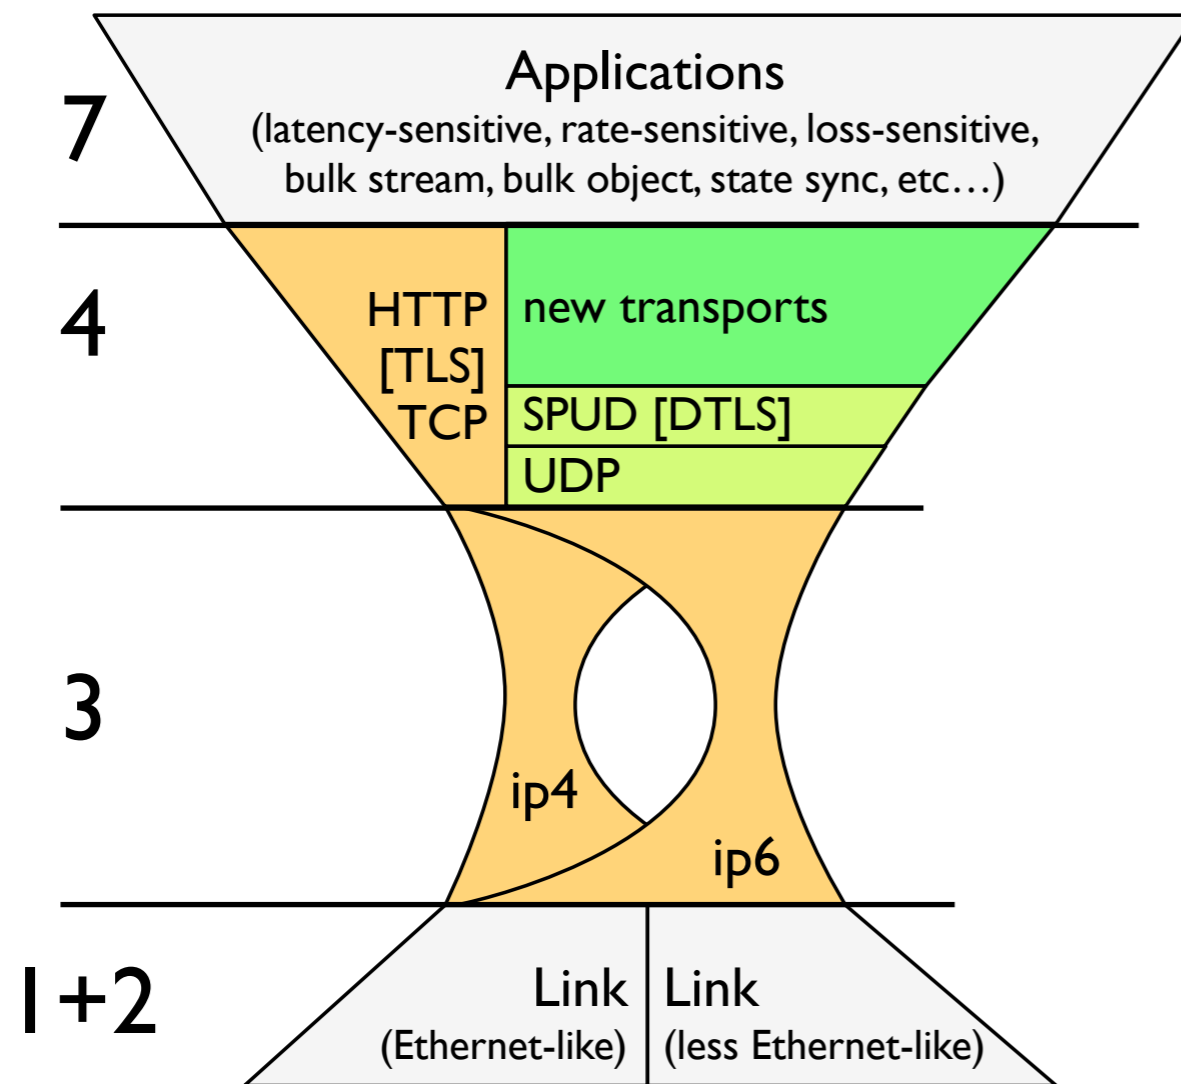 7
Applications
(latency-sensitive, rate-sensitive, loss-sensitive,
bulk stream, bulk object, state sync, etc…)
4
HTTP
[TLS]
TCP
new transports
SPUD [DTLS]
UDP
3
ip4
ip6
1+2
Link
(Ethernet-like)
Link
(less Ethernet-like)